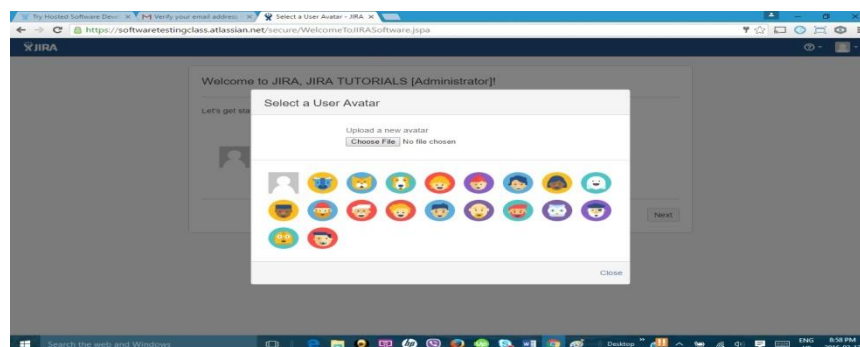 Try Hosted Software Deve
Verify your email address
Select a User Avatar - JIRA
https://softwaretestingclass.atlassian.net/secure/WelcomeToJIRASoftware.jspa
JIRA
Welcome to JIRA, JIRA TUTORIALS [Administrator]!
Let's get sta
Select a User Avatar
Upload a new avatar
Choose File No file chosen
Next
Close
Search the web and Windows
Desktop
ENG
8:58 PM